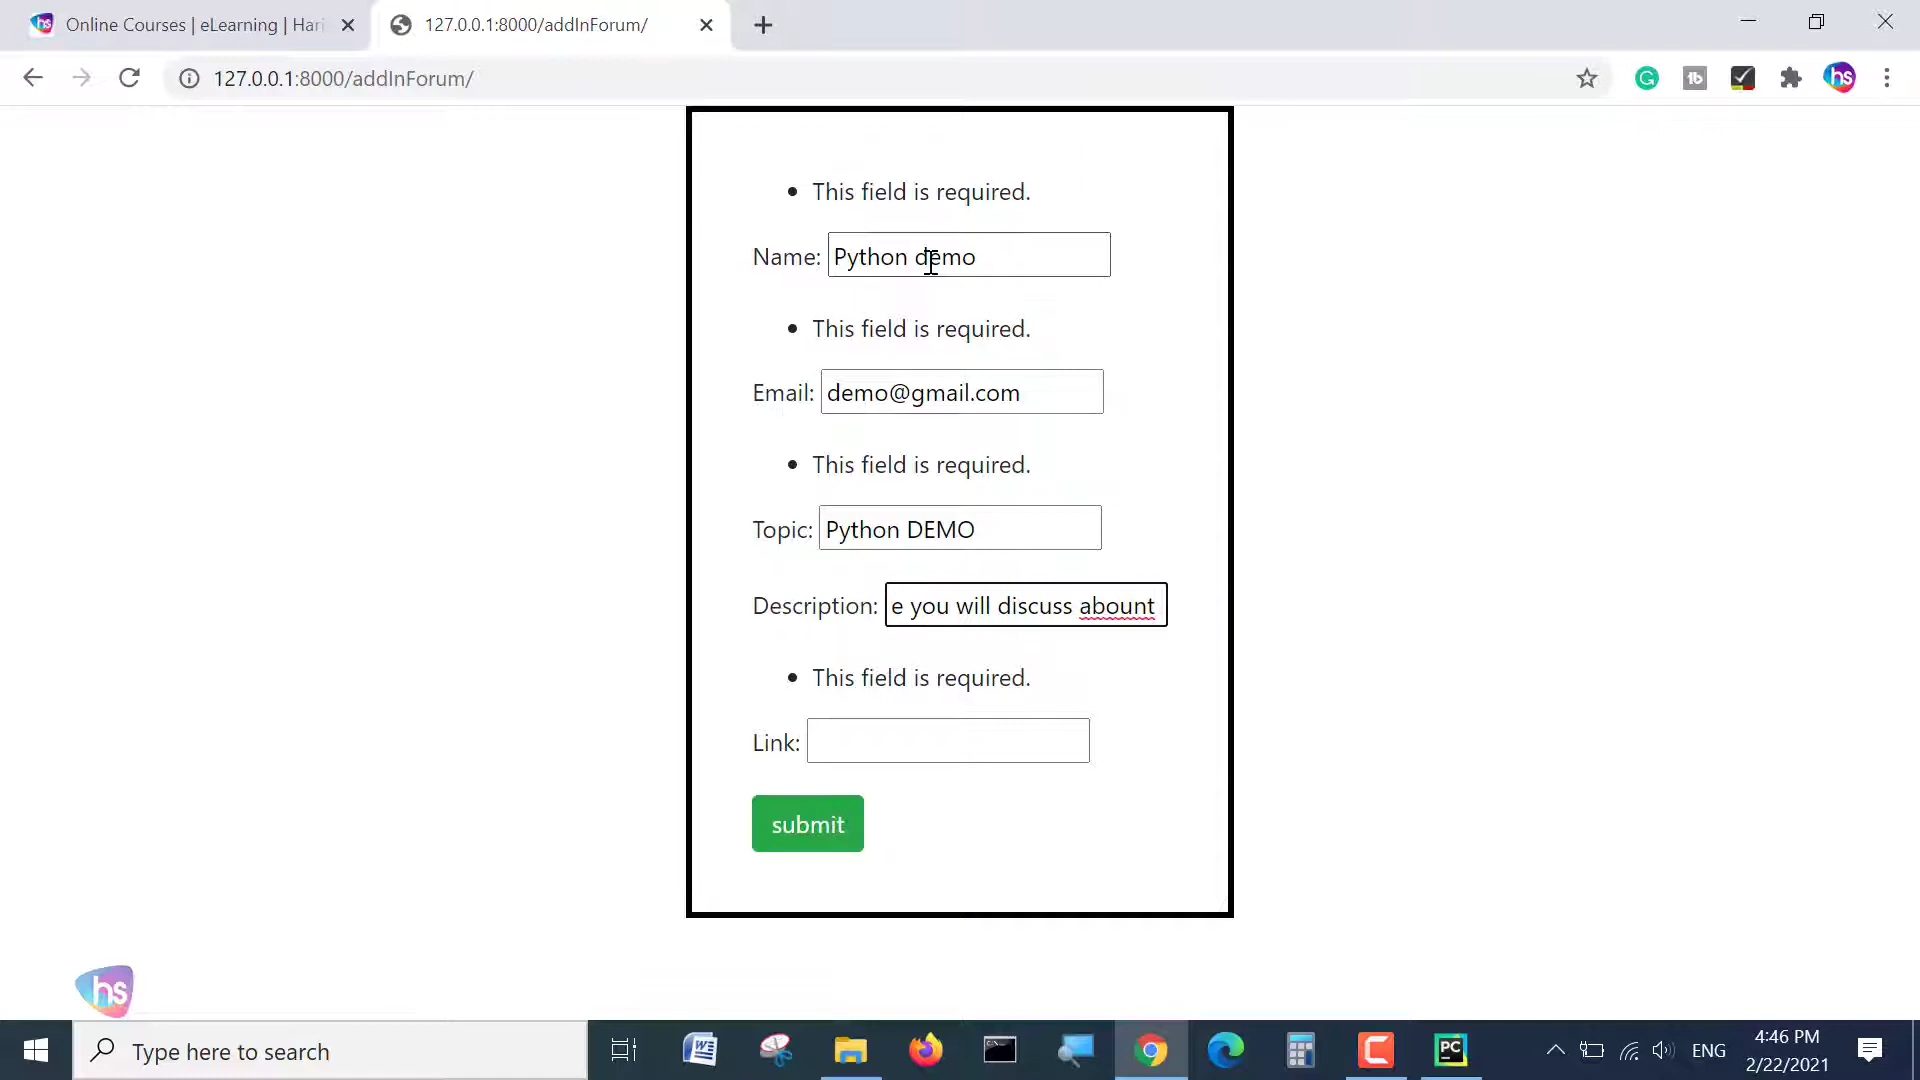 Online Courses | eLearning | Hari
127.0.0.1:8000/addInForum/
127.0.0.1:8000/addInForum/
hs
This field is required.
Name: Python demo
This field is required.
Email: demo@gmail.com
This field is required.
Topic: Python DEMO
Description: e you will discuss abount
This field is required.
Link:
submit
hs
Type here to search
ENG
4:46 PM
2/22/2021